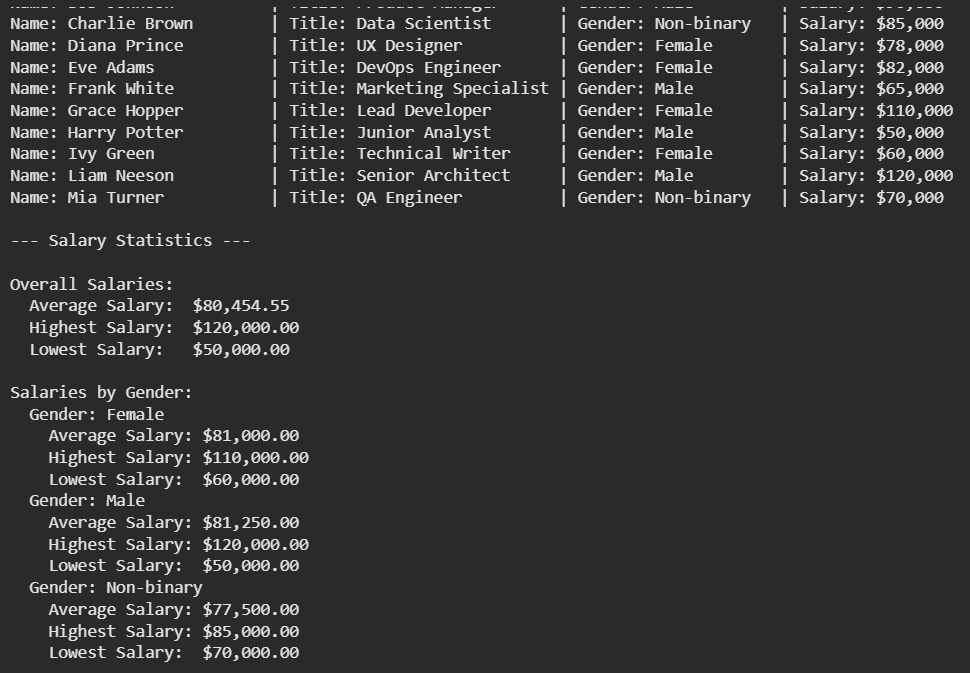 Name: Charlie Brown | Title: Data Scientist | Gender: Non-binary | Salary: $85,000
Name: Diana Prince | Title: UX Designer | Gender: Female | Salary: $78,000
Name: Eve Adams | Title: DevOps Engineer | Gender: Female | Salary: $82,000
Name: Frank White | Title: Marketing Specialist | Gender: Male | Salary: $65,000
Name: Grace Hopper | Title: Lead Developer | Gender: Female | Salary: $110,000
Name: Harry Potter | Title: Junior Analyst | Gender: Male | Salary: $50,000
Name: Ivy Green | Title: Technical Writer | Gender: Female | Salary: $60,000
Name: Liam Neeson | Title: Senior Architect | Gender: Male | Salary: $120,000
Name: Mia Turner | Title: QA Engineer | Gender: Non-binary | Salary: $70,000
--- Salary Statistics ---
Overall Salaries:
Average Salary: $80,454.55
Highest Salary: $120,000.00
Lowest Salary: $50,000.00
Salaries by Gender:
Gender: Female
Average Salary: $81,000.00
Highest Salary: $110,000.00
Lowest Salary: $60,000.00
Gender: Male
Average Salary: $81,250.00
Highest Salary: $120,000.00
Lowest Salary: $50,000.00
Gender: Non-binary
Average Salary: $77,500.00
Highest Salary: $85,000.00
Lowest Salary: $70,000.00